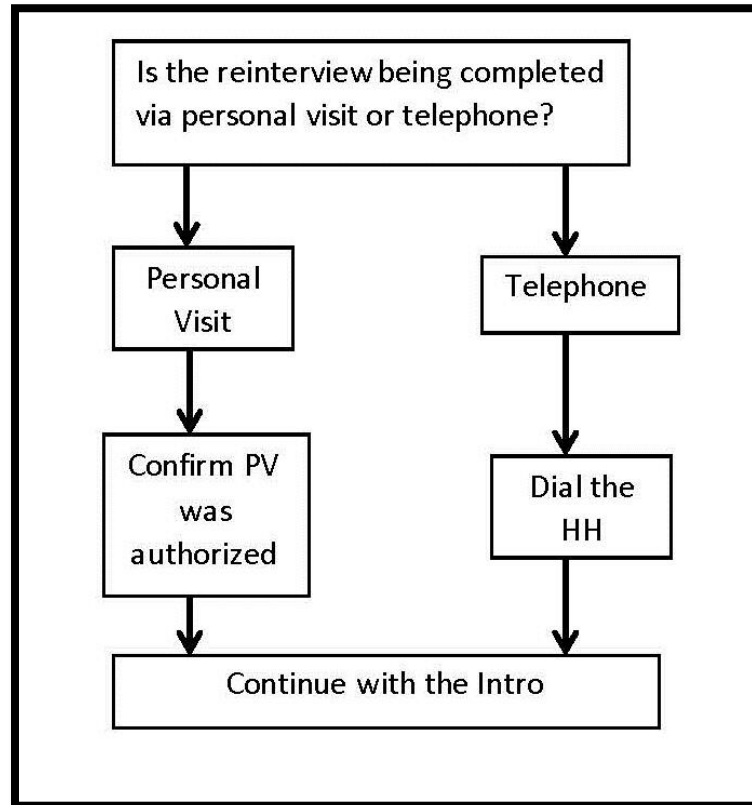 Is the reinterview being completed
via personal visit or telephone?
Personal
Visit
Telephone
Confirm PV
was
authorized
Dial the
HH
Continue with the Intro